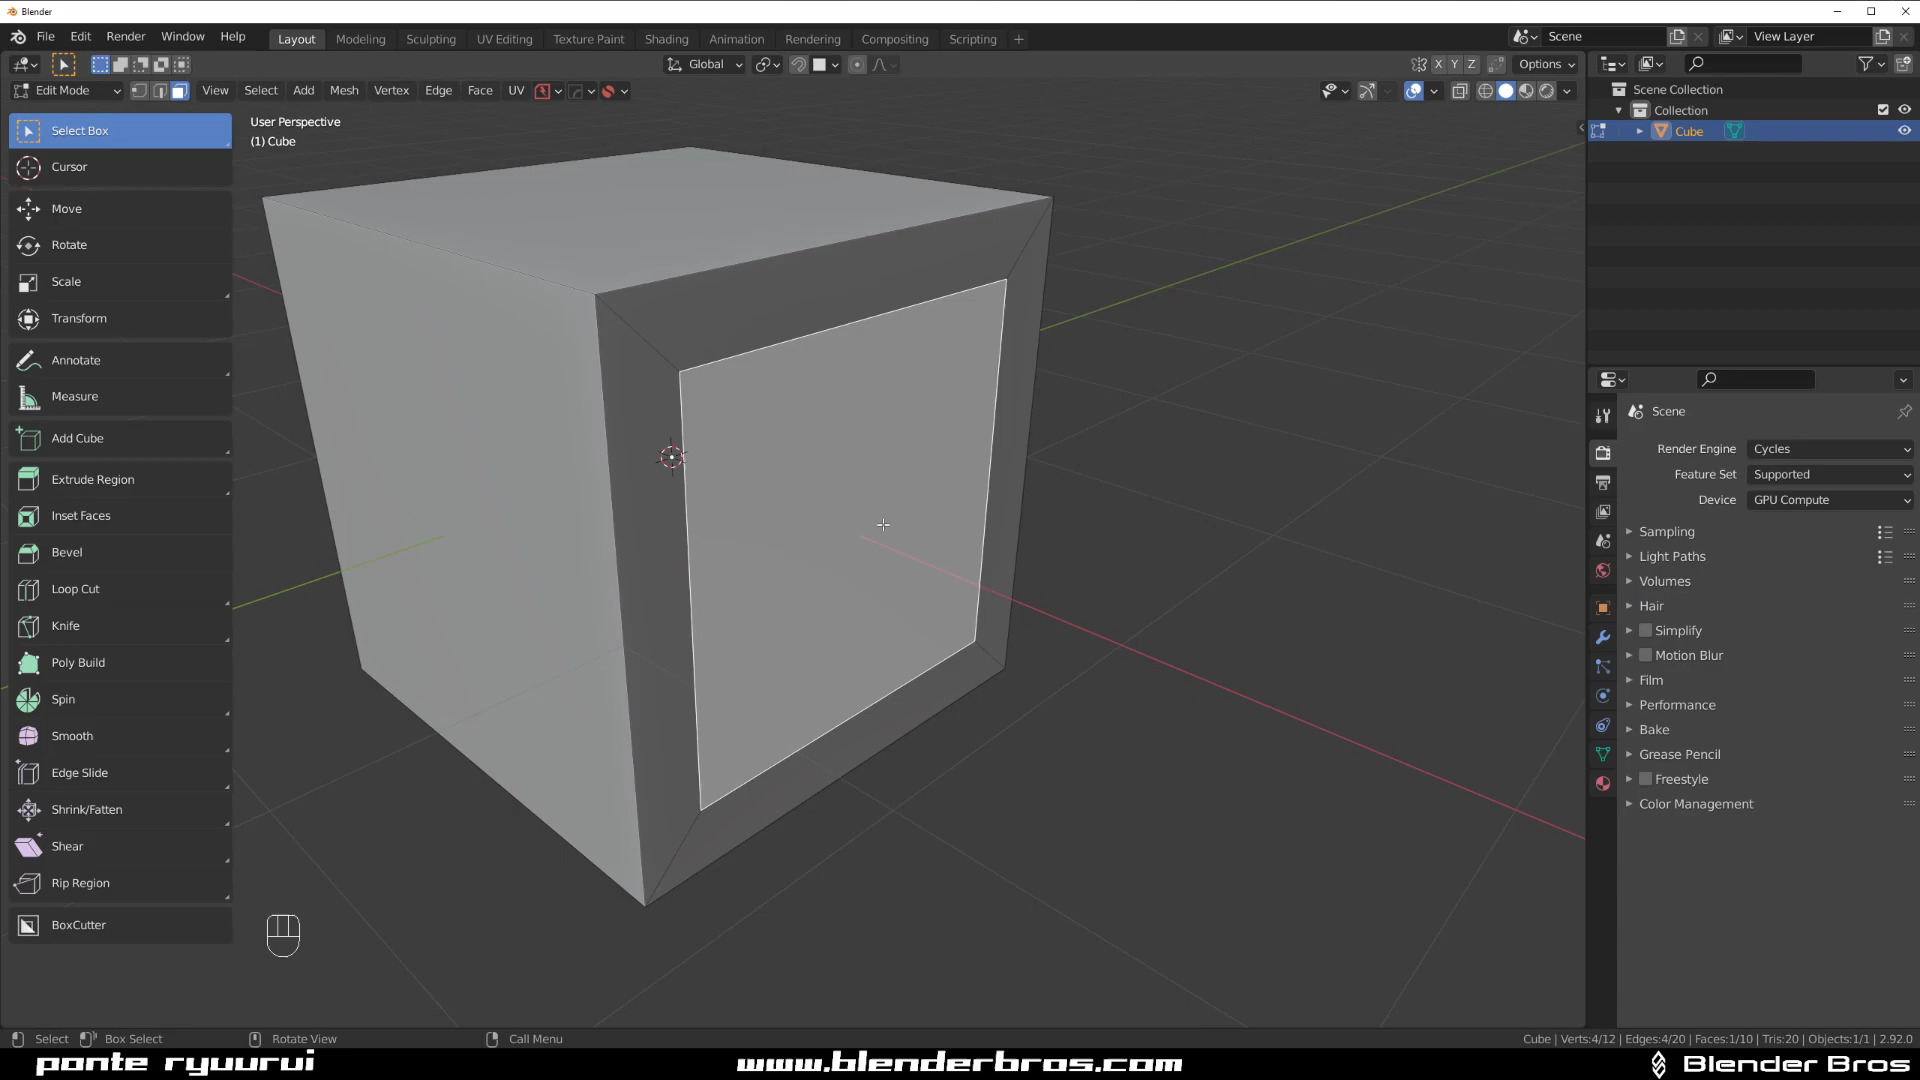 Blender
File Edit Render Window Help Layout Modeling Sculpting UV Editing Texture Paint Shading Animation Rendering Compositing Scripting + Scene View Layer
Global X Y Z Options
Edit Mode View Select Add Mesh Vertex Edge Face UV
User Perspective
(1) Cube
Select Box
Cursor
Move
Rotate
Scale
Transform
Annotate
Measure
Add Cube
Extrude Region
Inset Faces
Bevel
Loop Cut
Knife
Poly Build
Spin
Smooth
Edge Slide
Shrink/Fatten
Shear
Rip Region
BoxCutter
Scene Collection
Collection
Cube
Scene
Render Engine Cycles
Feature Set Supported
Device GPU Compute
Sampling
Light Paths
Volumes
Hair
Simplify
Motion Blur
Film
Performance
Bake
Grease Pencil
Freestyle
Color Management
Select Box Select Rotate View Call Menu Cube | Verts:4/12 | Edges:4/20 | Faces:1/10 | Tris:20 | Objects:1/1 | 2.92.0
ponte ryuurui www.blenderbros.com Blender Bros